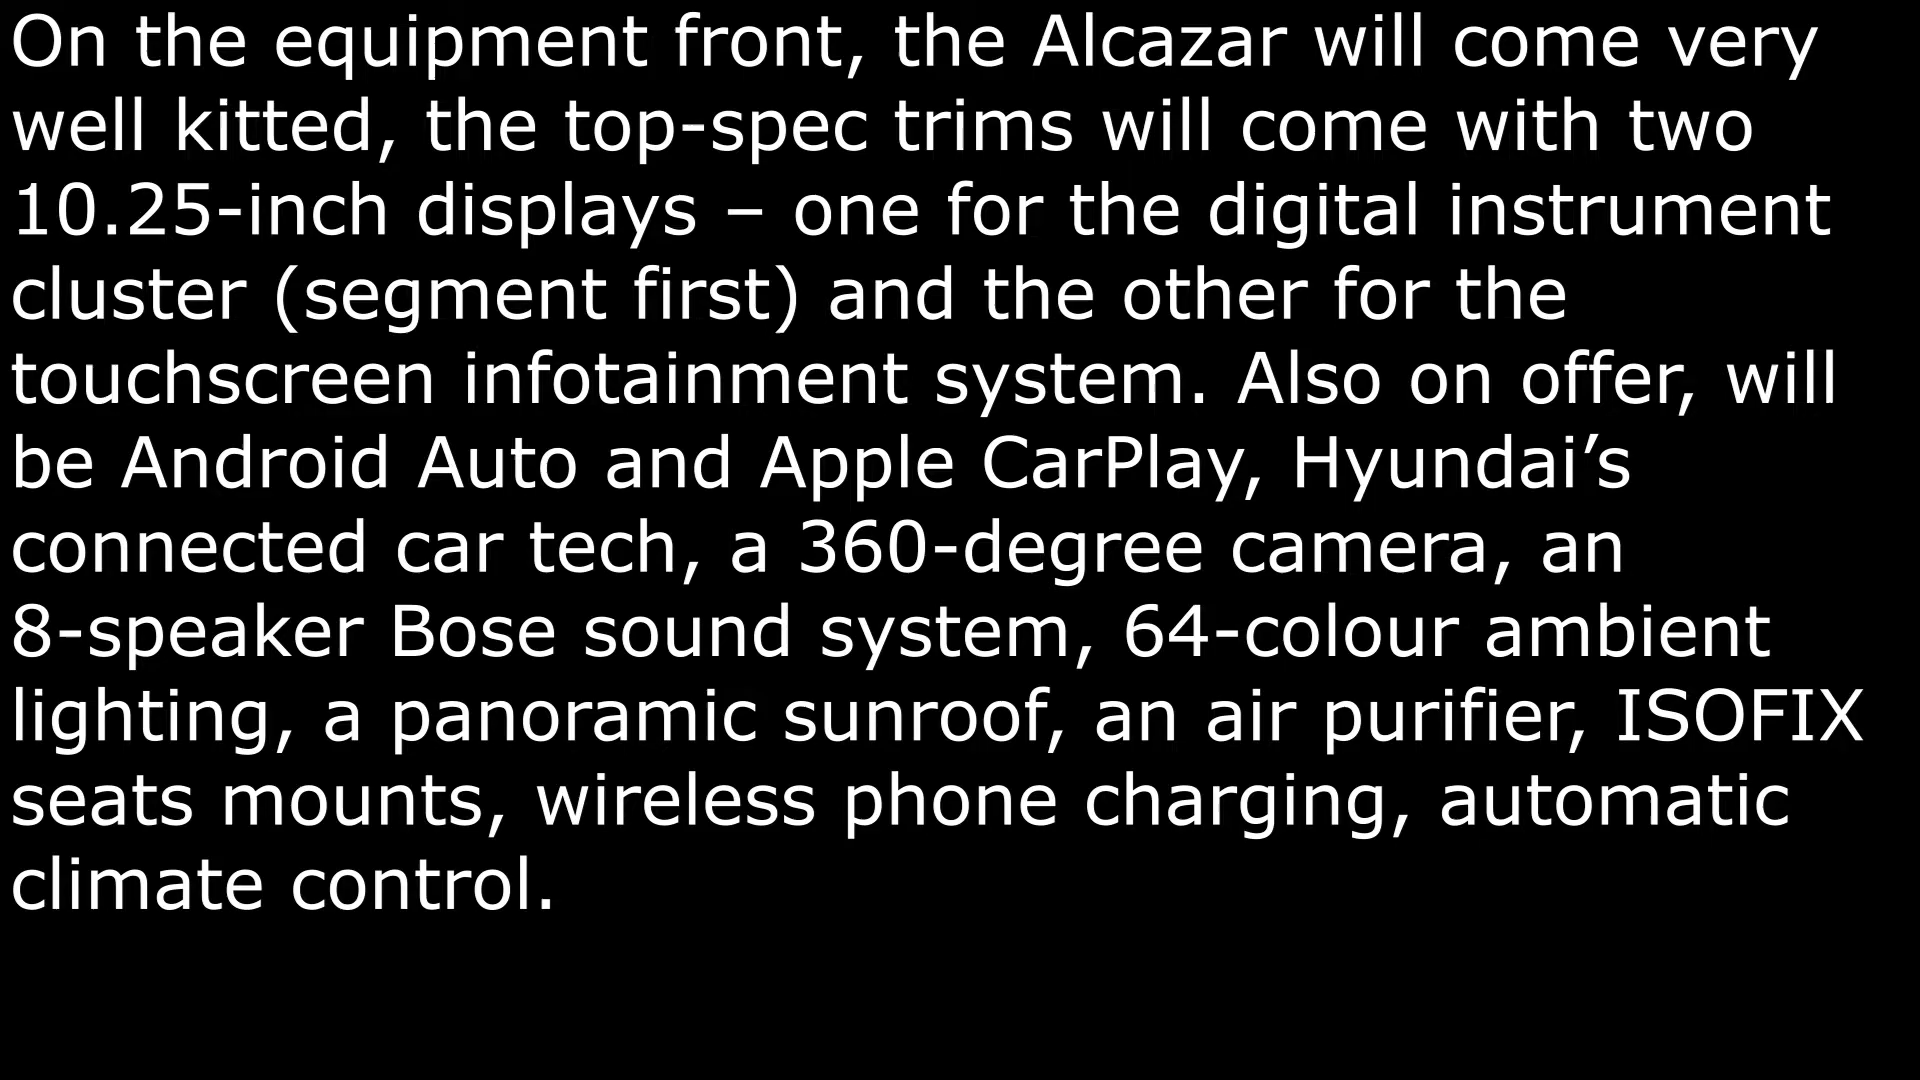 On the equipment front, the Alcazar will come very
well kitted, the top-spec trims will come with two
10.25-inch displays – one for the digital instrument
cluster (segment first) and the other for the
touchscreen infotainment system. Also on offer, will
be Android Auto and Apple CarPlay, Hyundai’s
connected car tech, a 360-degree camera, an
8-speaker Bose sound system, 64-colour ambient
lighting, a panoramic sunroof, an air purifier, ISOFIX
seats mounts, wireless phone charging, automatic
climate control.